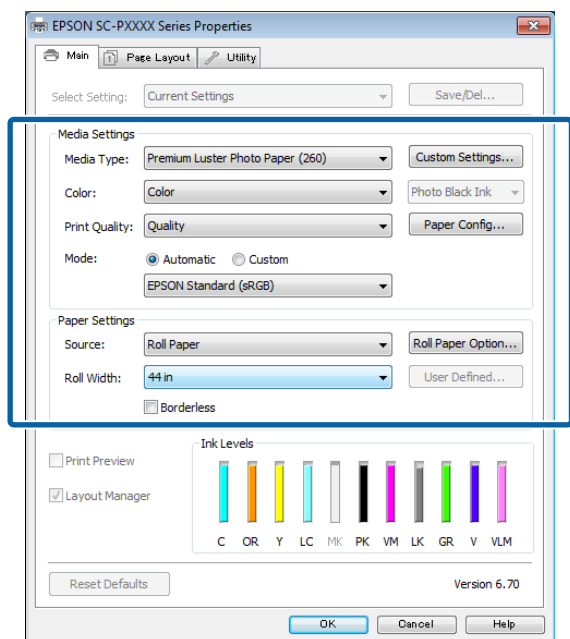 EPSON SC-PXXXX Series Properties
Main Page Layout Utility
Select Setting: Current Settings Save/Del...
Media Settings
Media Type: Premium Luster Photo Paper (260) Custom Settings...
Color: Color Photo Black Ink
Print Quality: Quality Paper Config...
Mode: Automatic Custom
EPSON Standard (sRGB)
Paper Settings
Source: Roll Paper Roll Paper Option...
Roll Width: 44 in User Defined...
Borderless
Ink Levels
Print Preview
Layout Manager
C OR Y LC MK PK VM LK GR V VLM
Reset Defaults Version 6.70
OK Cancel Help